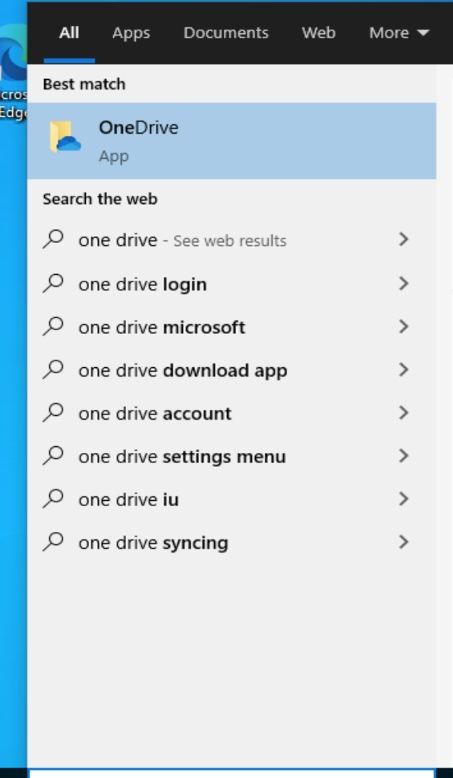 All Apps Documents Web More
Best match
OneDrive
App
Search the web
one drive - See web results
one drive login
one drive microsoft
one drive download app
one drive account
one drive settings menu
one drive iu
one drive syncing
cros
Edge